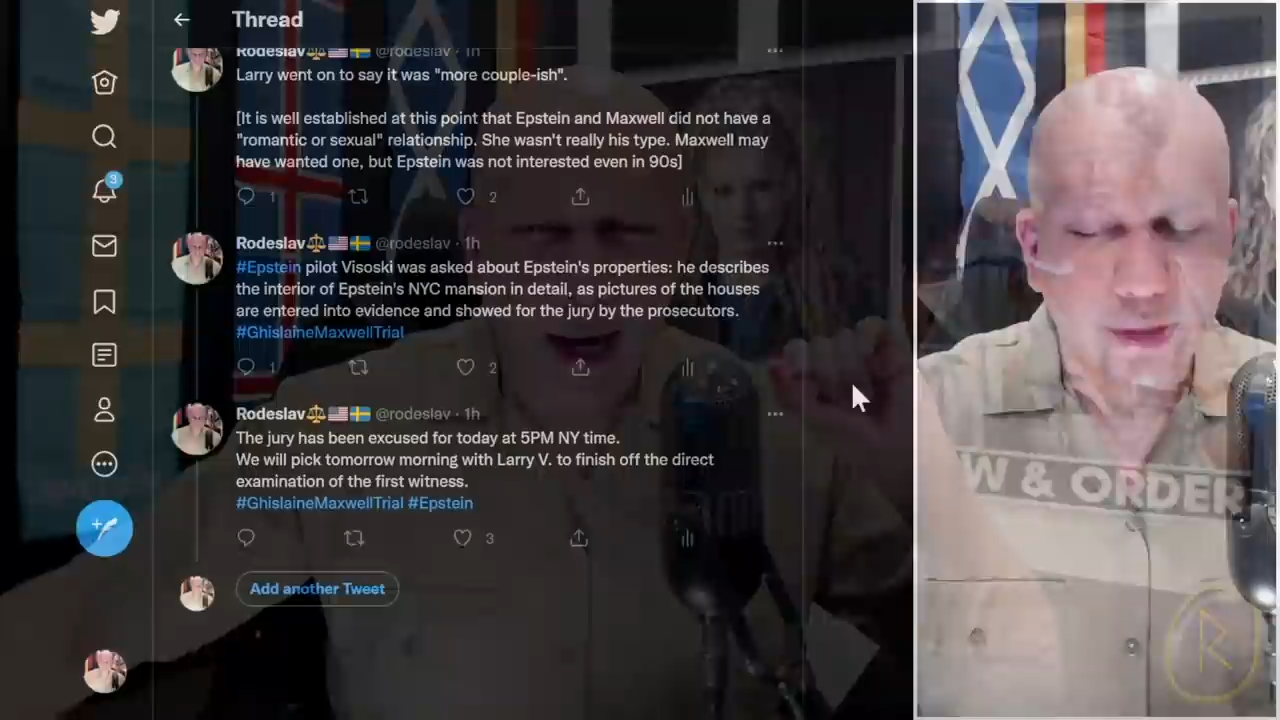 Thread
Rodeslav @rodeslav · 1h
Larry went on to say it was "more couple-ish".
[It is well established at this point that Epstein and Maxwell did not have a
"romantic or sexual" relationship. She wasn't really his type. Maxwell may
have wanted one, but Epstein was not interested even in 90s]
1 2
3
Rodeslav @rodeslav · 1h
#Epstein pilot Visoski was asked about Epstein's properties: he describes
the interior of Epstein's NYC mansion in detail, as pictures of the houses
are entered into evidence and showed for the jury by the prosecutors.
#GhislaineMaxwellTrial
1 2
Rodeslav @rodeslav · 1h
The jury has been excused for today at 5PM NY time.
We will pick tomorrow morning with Larry V. to finish off the direct
examination of the first witness.
#GhislaineMaxwellTrial #Epstein
3
Add another Tweet
W & ORDER